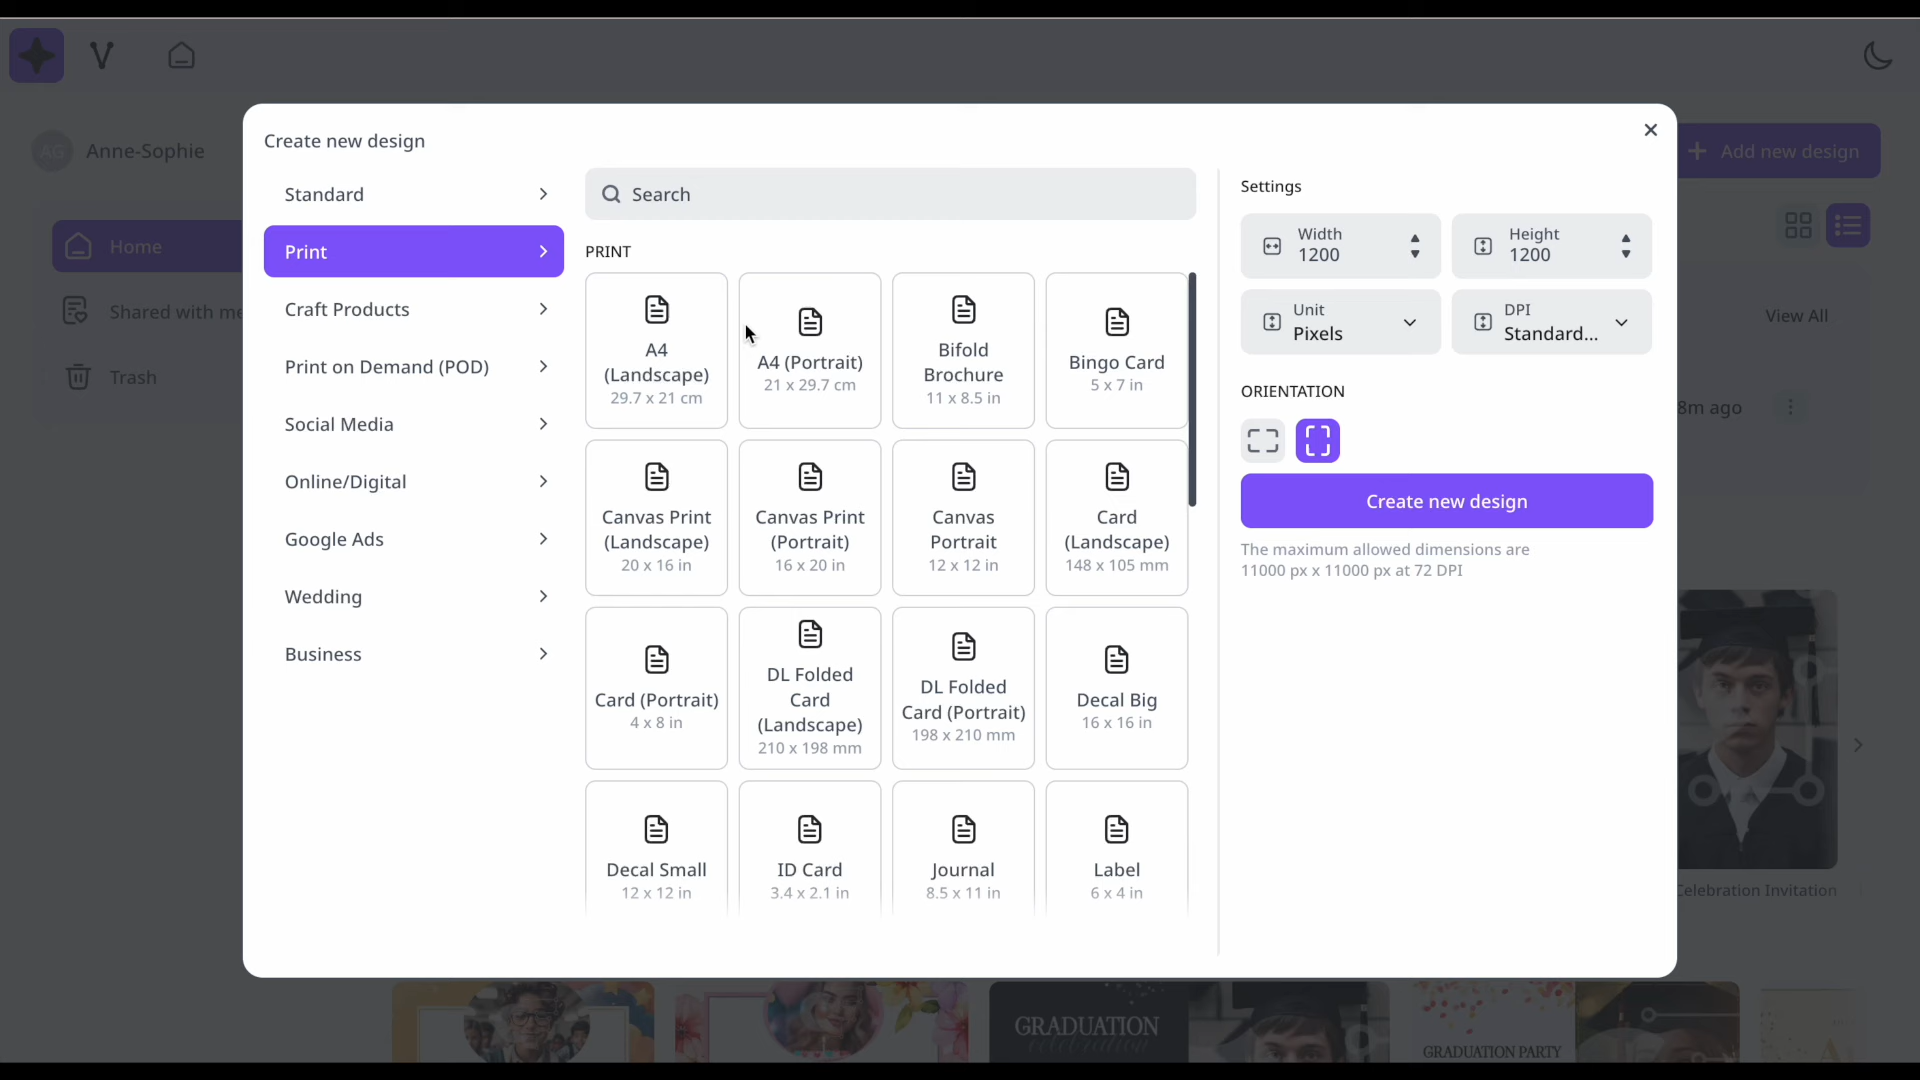 AG
Anne-Sophie
Home
Shared with me
Trash
Add new design
View All
8m ago
Celebration Invitation
Create new design
Standard
Print
Craft Products
Print on Demand (POD)
Social Media
Online/Digital
Google Ads
Wedding
Business
Search
PRINT
A4
(Landscape)
29.7 x 21 cm
A4 (Portrait)
21 x 29.7 cm
Bifold
Brochure
11 x 8.5 in
Bingo Card
5 x 7 in
Canvas Print
(Landscape)
20 x 16 in
Canvas Print
(Portrait)
16 x 20 in
Canvas
Portrait
12 x 12 in
Card
(Landscape)
148 x 105 mm
Card (Portrait)
4 x 8 in
DL Folded
Card
(Landscape)
210 x 198 mm
DL Folded
Card (Portrait)
198 x 210 mm
Decal Big
16 x 16 in
Decal Small
12 x 12 in
ID Card
3.4 x 2.1 in
Journal
8.5 x 11 in
Label
6 x 4 in
Settings
Width
1200
Height
1200
Unit
Pixels
DPI
Standard...
ORIENTATION
Create new design
The maximum allowed dimensions are
11000 px x 11000 px at 72 DPI
GRADUATION
celebration
GRADUATION PARTY